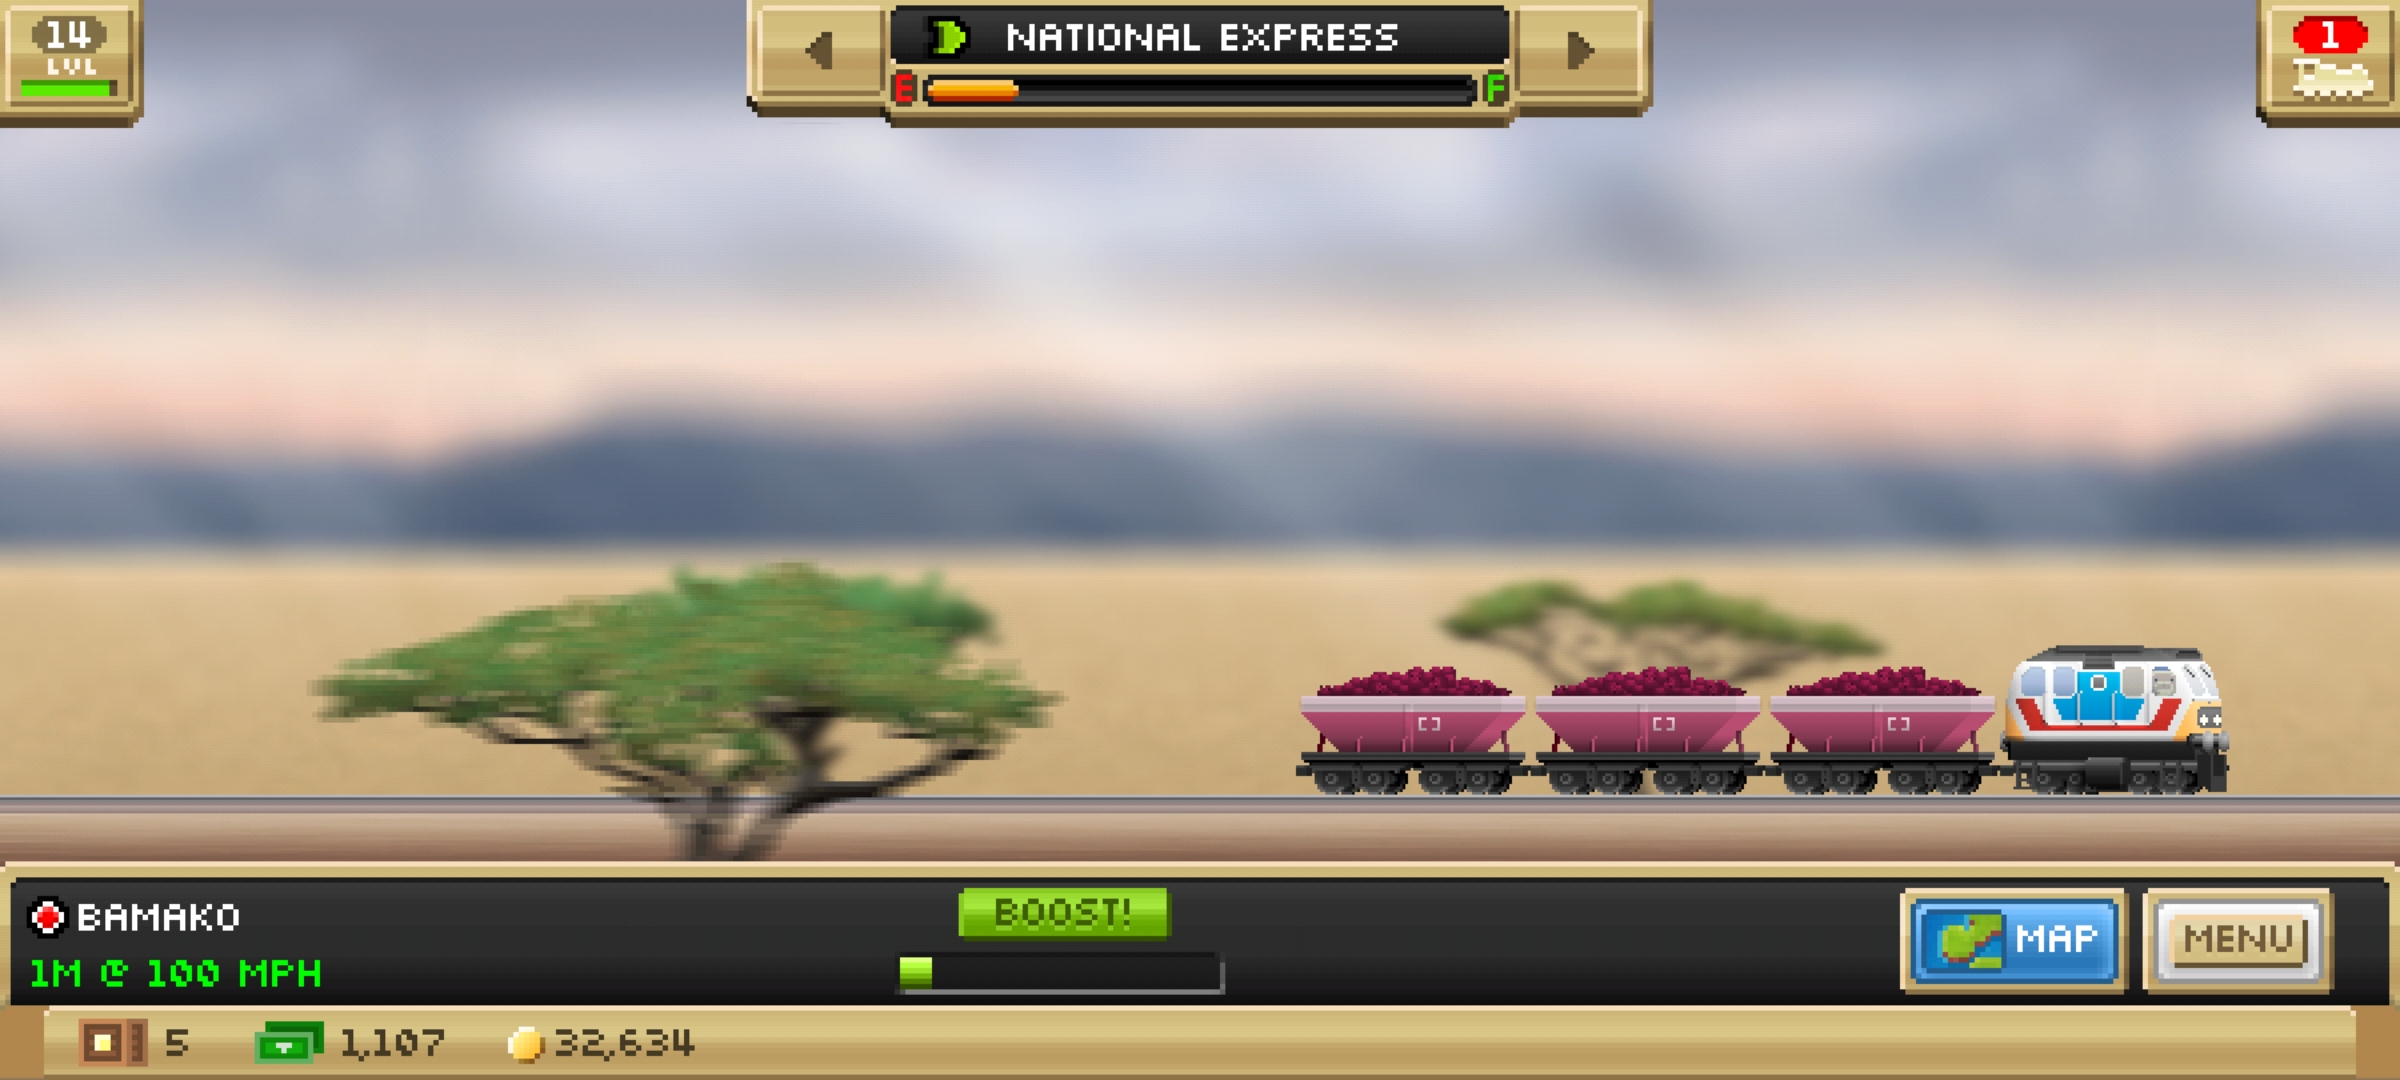 14
LVL
NATIONAL EXPRESS
E F
1
BAMAKO
1M @ 100 MPH
BOOST!
MAP
MENU
5 1,107 32,634